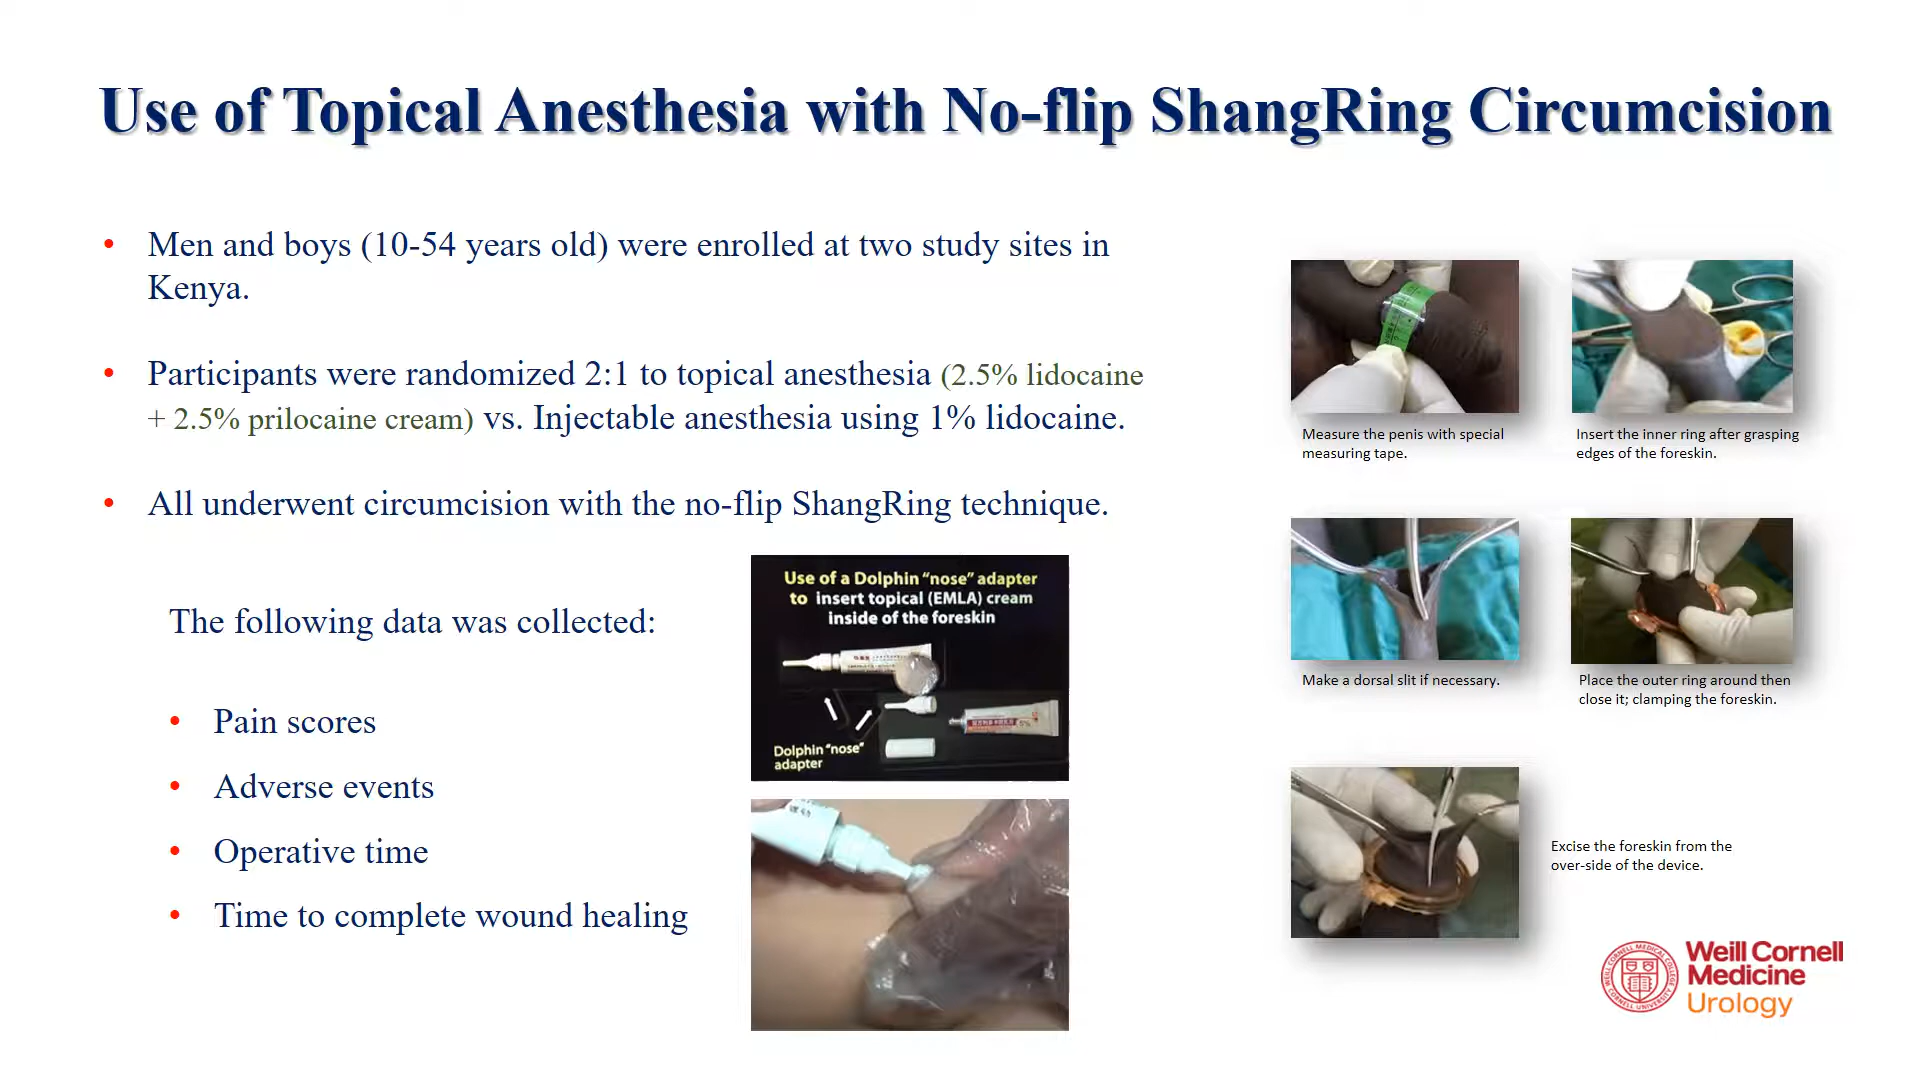 Use of Topical Anesthesia with No-flip ShangRing Circumcision
• Men and boys (10-54 years old) were enrolled at two study sites in
Kenya.
• Participants were randomized 2:1 to topical anesthesia (2.5% lidocaine
+ 2.5% prilocaine cream) vs. Injectable anesthesia using 1% lidocaine.
• All underwent circumcision with the no-flip ShangRing technique.
The following data was collected:
• Pain scores
• Adverse events
• Operative time
• Time to complete wound healing
Use of a Dolphin “nose” adapter
to insert topical (EMLA) cream
inside of the foreskin
Dolphin “nose”
adapter
Measure the penis with special
measuring tape.
Insert the inner ring after grasping
edges of the foreskin.
Make a dorsal slit if necessary.
Place the outer ring around then
close it; clamping the foreskin.
Excise the foreskin from the
over-side of the device.
Weill Cornell
Medicine
Urology